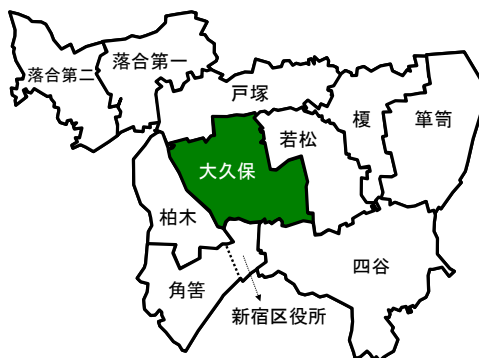 落合第二
落合第一
戸塚
榎
箪笥
若松
大久保
柏木
角筈
四谷
新宿区役所